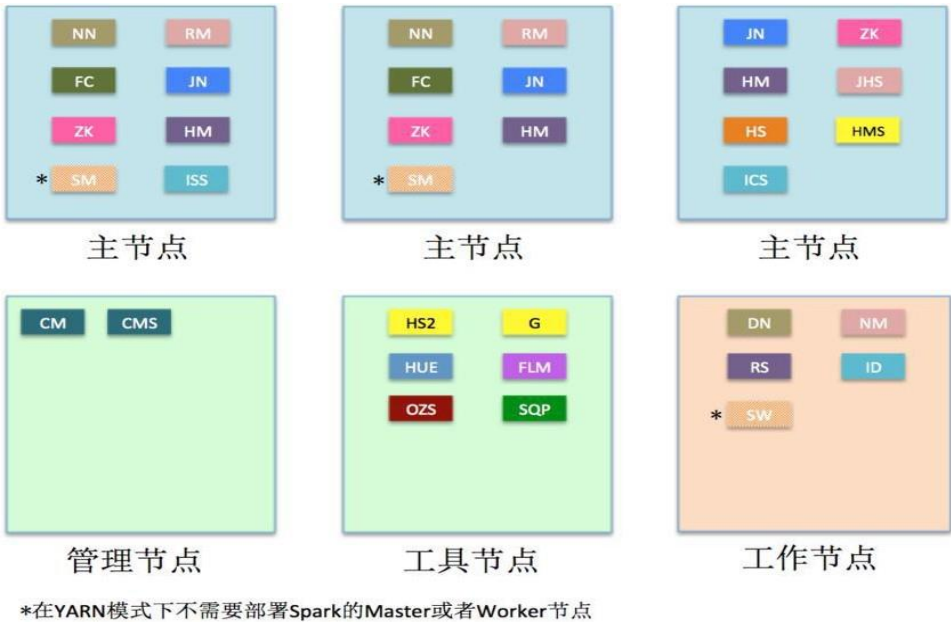 NN RM
FC JN
ZK HM
* SM ISS
主节点
NN RM
FC JN
ZK HM
* SM
主节点
JN ZK
HM JHS
HS HMS
ICS
主节点
CM CMS
管理节点
HS2 G
HUE FLM
OZS SQP
工具节点
DN NM
RS ID
* SW
工作节点
*在YARN模式下不需要部署Spark的Master或者Worker节点